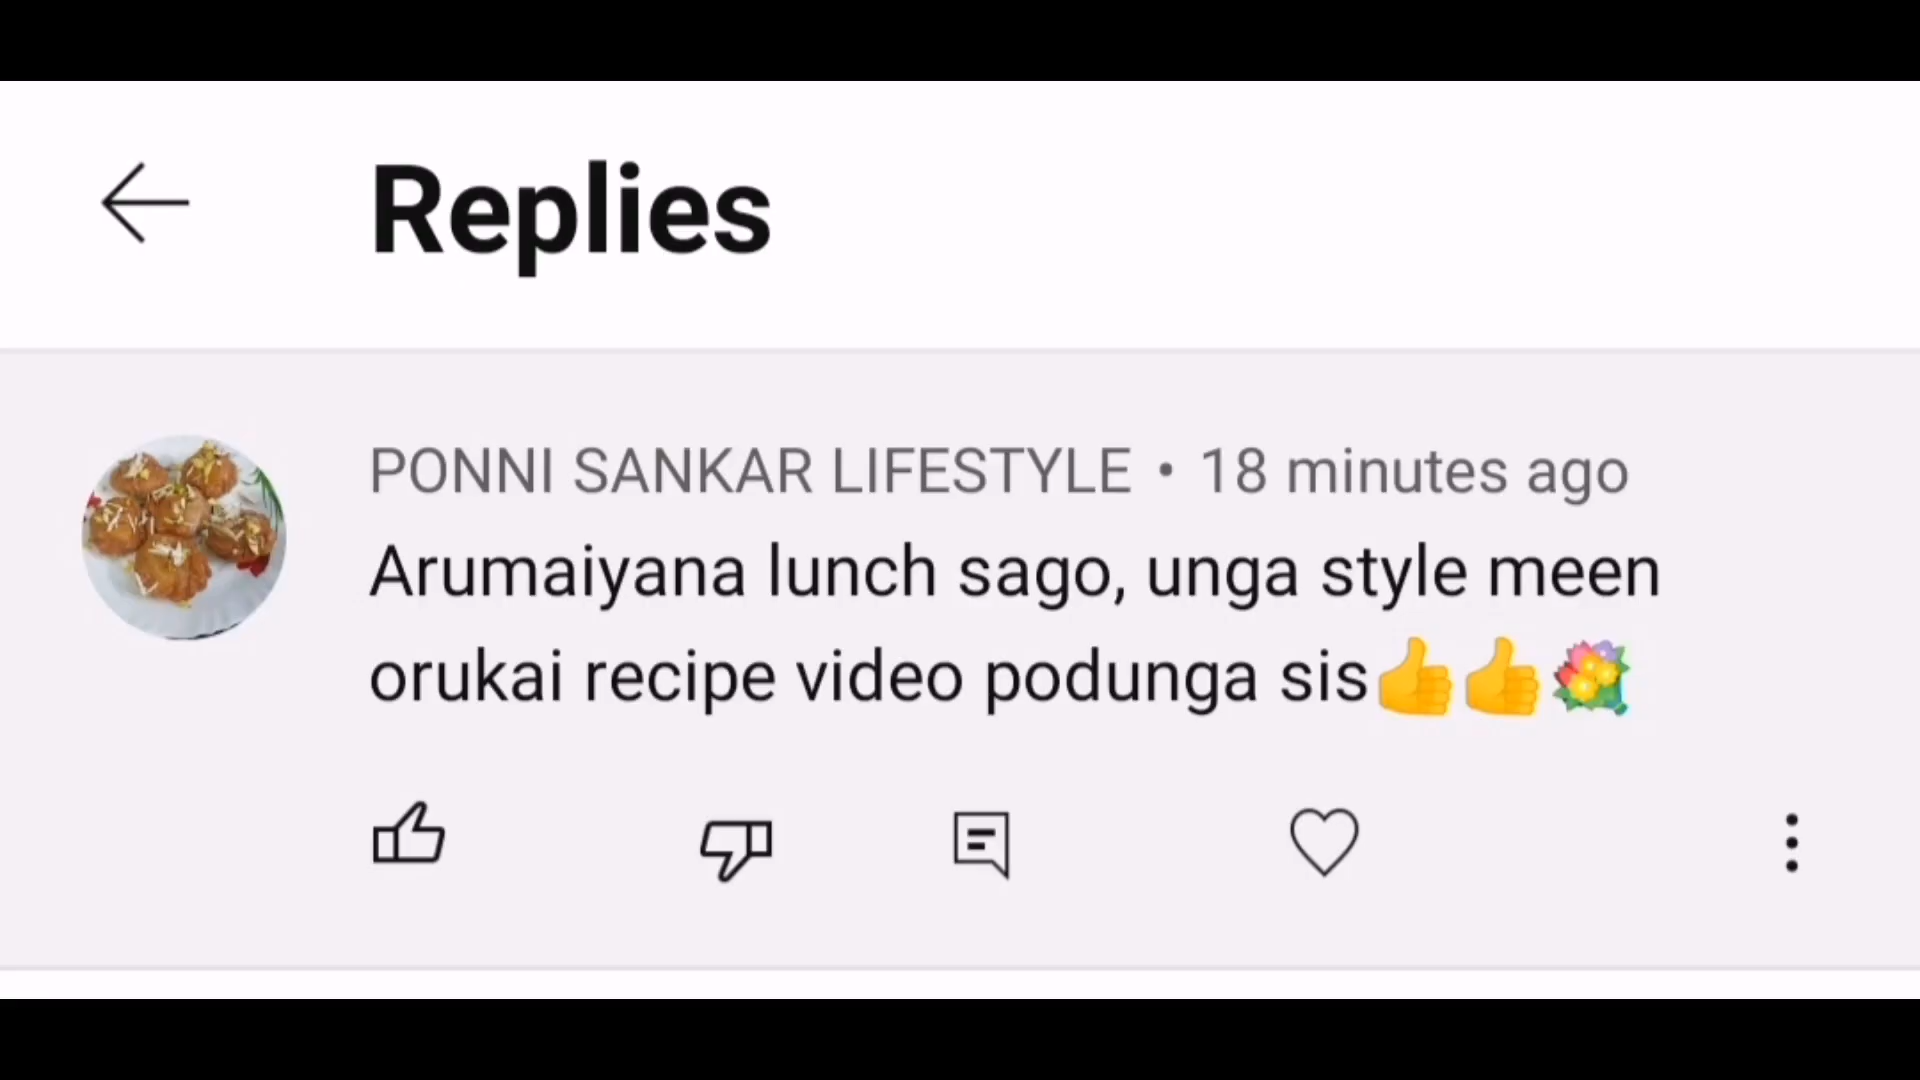 Replies
PONNI SANKAR LIFESTYLE • 18 minutes ago
Arumaiyana lunch sago, unga style meen
orukai recipe video podunga sis👍👍💐